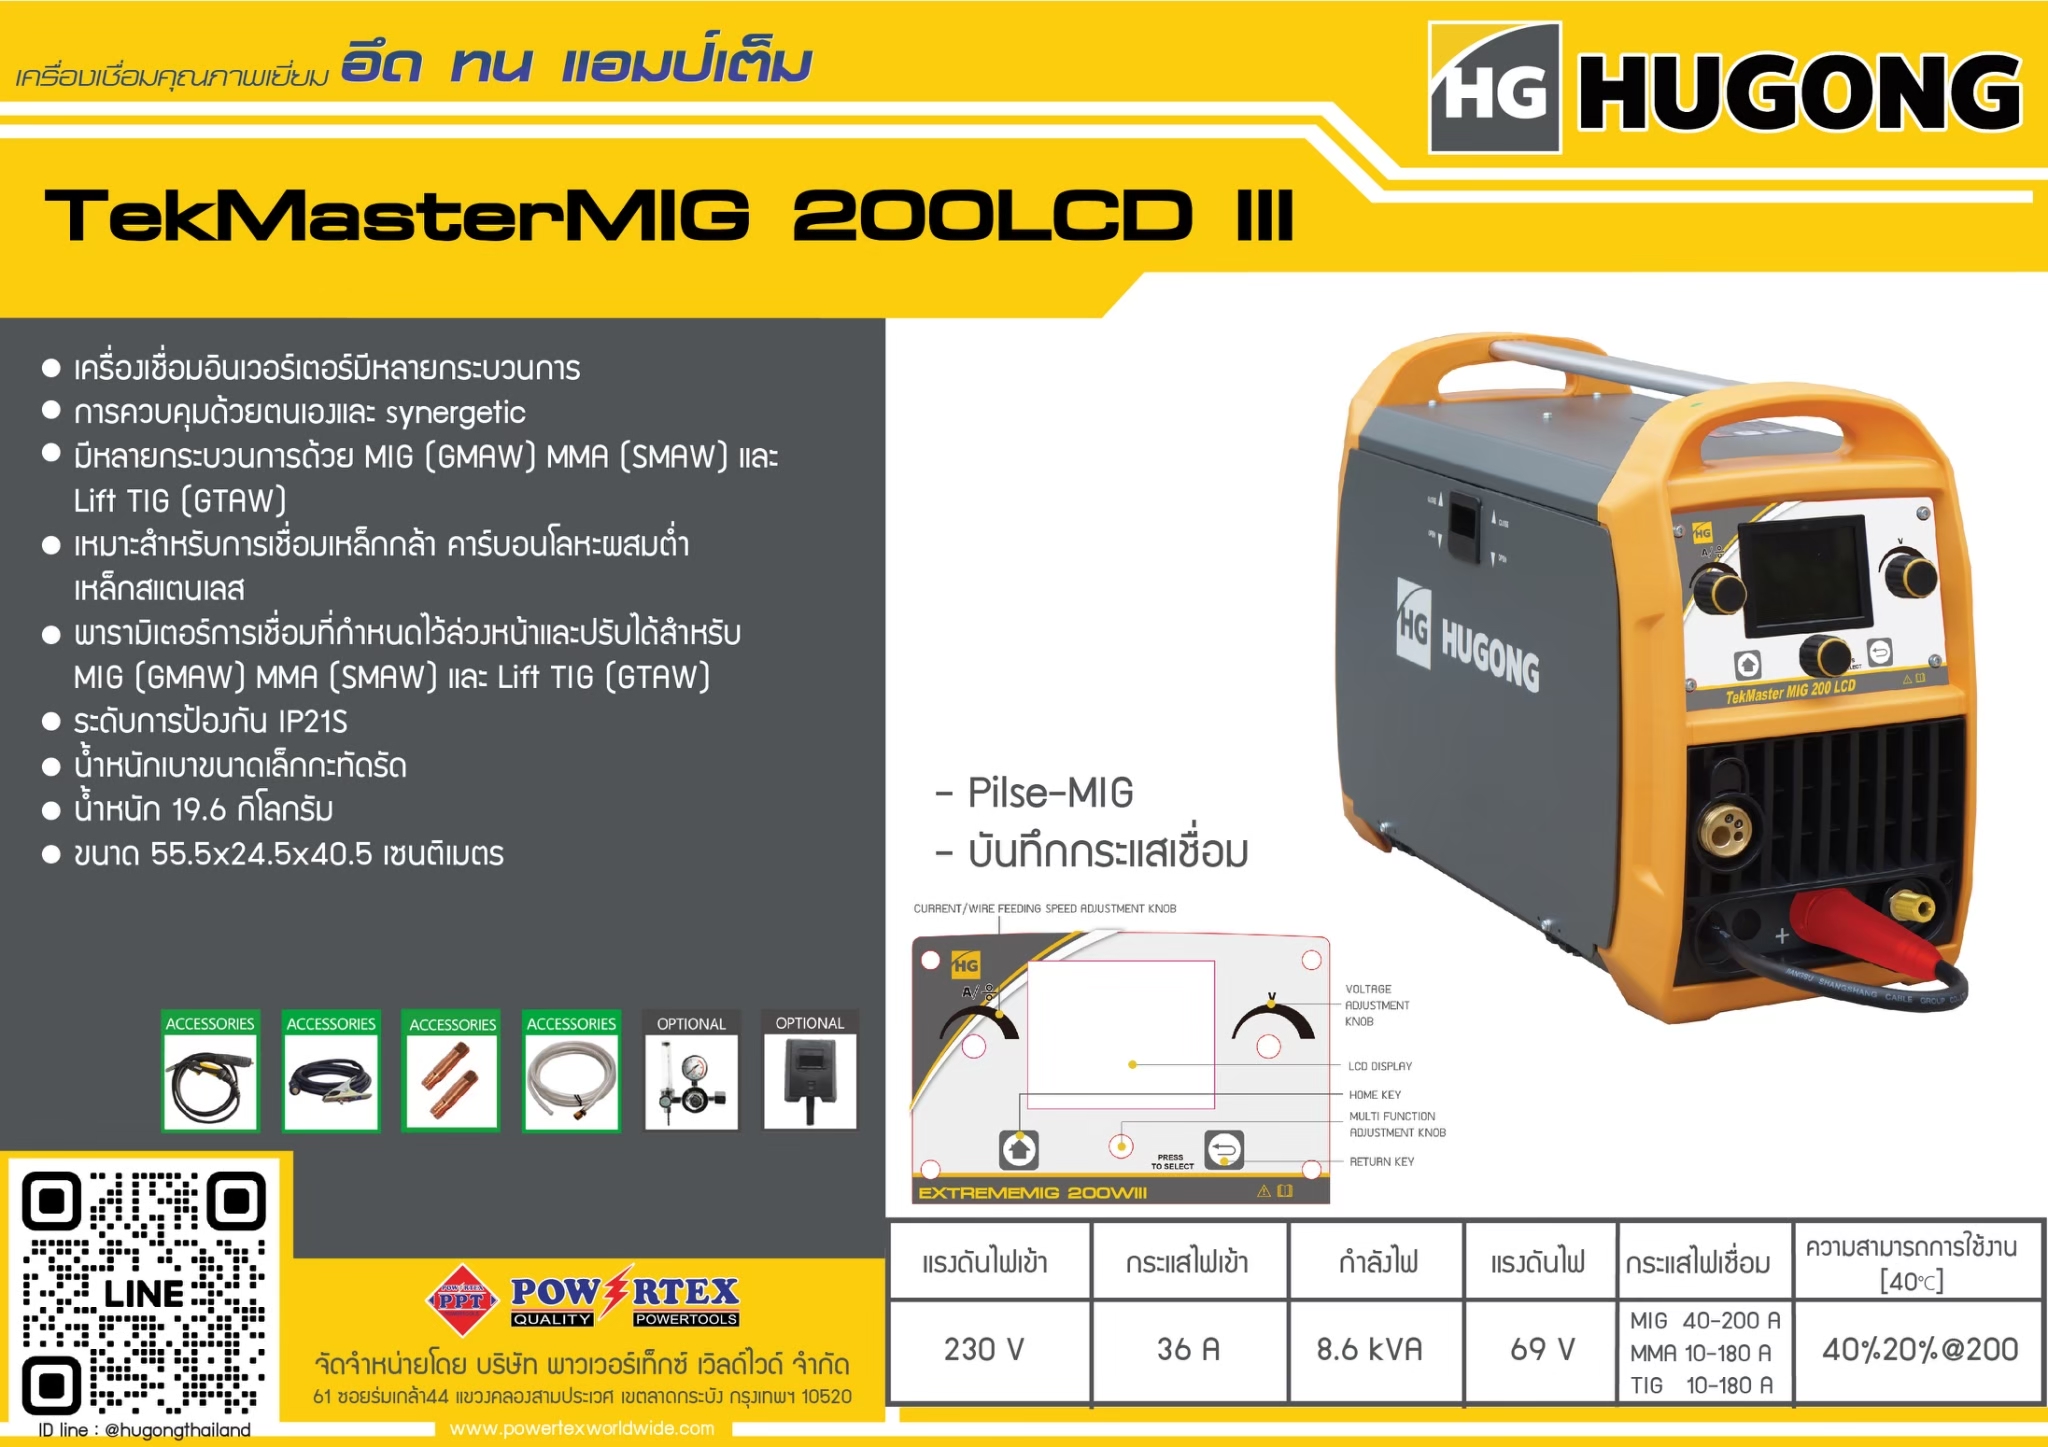 เครื่องเชื่อมคุณภาพเยี่ยม อึด ทน แอมป์เต็ม
HG HUGONG
TekMasterMIG 200LCD III
● เครื่องเชื่อมอินเวอร์เตอร์มีหลายกระบวนการ
● การควบคุมด้วยตนเองและ synergetic
● มีหลายกระบวนการด้วย MIG (GMAW) MMA (SMAW) และ
Lift TIG (GTAW)
● เหมาะสำหรับการเชื่อมเหล็กกล้า คาร์บอนโลหะผสมต่ำ
เหล็กสแตนเลส
● พารามิเตอร์การเชื่อมที่กำหนดไว้ล่วงหน้าและปรับได้สำหรับ
MIG (GMAW) MMA (SMAW) และ Lift TIG (GTAW)
● ระดับการป้องกัน IP21S
● น้ำหนักเบาขนาดเล็กกะทัดรัด
● น้ำหนัก 19.6 กิโลกรัม
● ขนาด 55.5x24.5x40.5 เซนติเมตร
HG HUGONG
CLOSE
OPEN
CLOSE
OPEN
HG
A/
V
TekMaster MIG 200 LCD
+
SHANGSHANG CABLE GROUP CO
- Pilse-MIG
- บันทึกกระแสเชื่อม
CURRENT/WIRE FEEDING SPEED ADJUSTMENT KNOB
HG
A/
V
VOLTAGE
ADJUSTMENT
KNOB
LCD DISPLAY
HOME KEY
MULTI FUNCTION
ADJUSTMENT KNOB
RETURN KEY
PRESS
TO SELECT
EXTREMEMIG 200WIII
ACCESSORIES ACCESSORIES ACCESSORIES ACCESSORIES OPTIONAL OPTIONAL
LINE
ID line : @hugongthailand
POWERTEX
PPT
POWERTEX
QUALITY POWERTOOLS
จัดจำหน่ายโดย บริษัท พาวเวอร์เท็กซ์ เวิลด์ไวด์ จำกัด
61 ซอยร่มเกล้า44 แขวงคลองสามประเวศ เขตลาดกระบัง กรุงเทพฯ 10520
www.powertexworldwide.com
แรงดันไฟเข้า กระแสไฟเข้า กำลังไฟ แรงดันไฟ กระแสไฟเชื่อม ความสามารถการใช้งาน
[40°C]
230 V 36 A 8.6 kVA 69 V MIG 40-200 A
MMA 10-180 A
TIG 10-180 A
40%20%@200